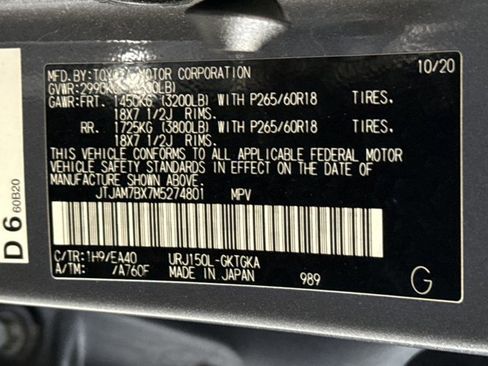 MFD. BY: MOTOR CORPORATION 10/20
GVWR:
GAWR:FRT. 1450KG (3200LB) WITH P265/60R18 TIRES.
18X7 1/2J RIMS.
RR. 1725KG (3800LB) WITH P265/60R18 TIRES.
18X7 1/2J RIMS.
THIS VEHICLE CONFORMS TO ALL APPLICABLE FEDERAL MOTOR
VEHICLE SAFETY STANDARDS IN EFFECT ON THE DATE OF
MANUFACTURE SHOWN ABOVE.
JTJAM7BX7M5274801 MPV
C/TR:1H9/EA40 URJ150L-GKTGKA
A/TM: /A760F MADE IN JAPAN 989 G
D 6 60B20